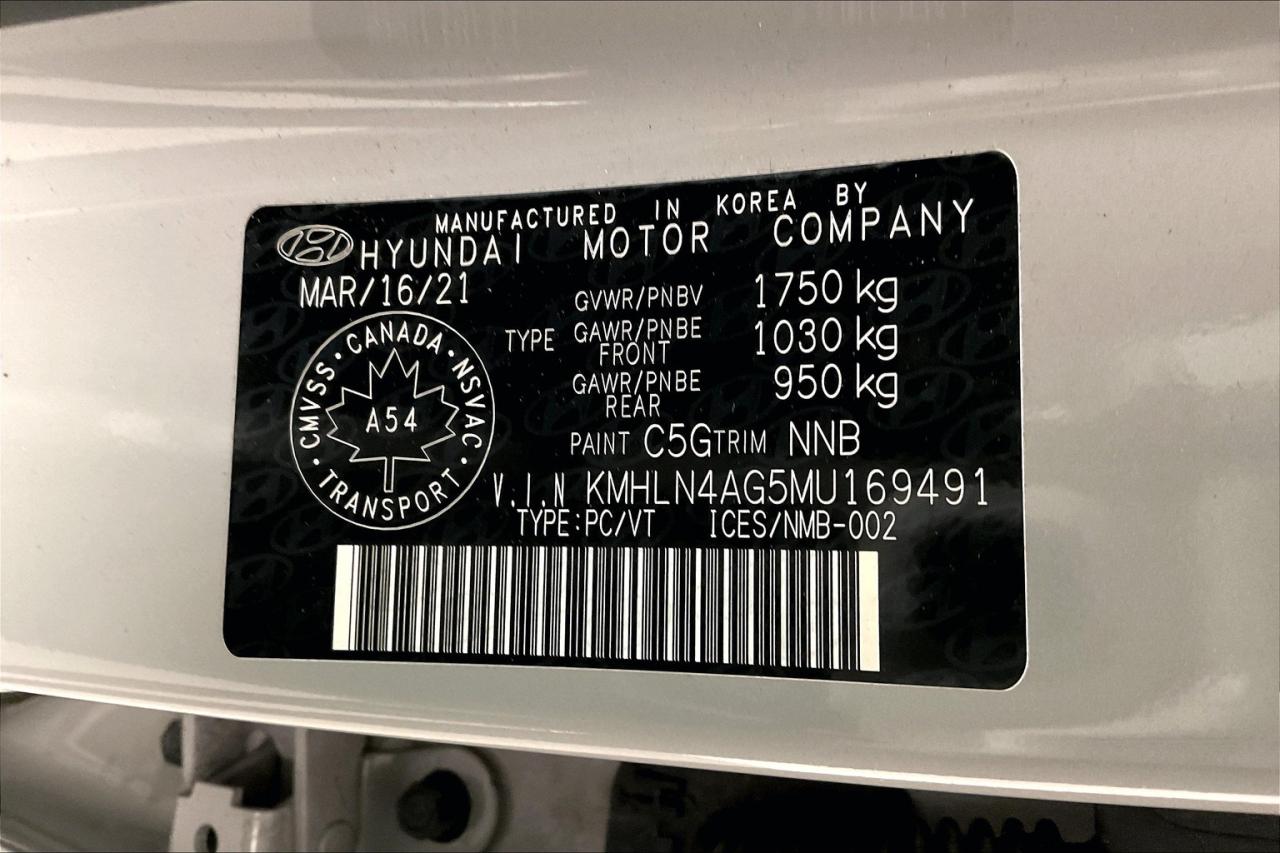 MANUFACTURED IN KOREA BY
HYUNDAI MOTOR COMPANY
MAR/16/21
GVWR/PNBV 1750 kg
TYPE GAWR/PNBE FRONT 1030 kg
GAWR/PNBE REAR 950 kg
PAINT C5G TRIM NNB
V.I.N KMHLN4AG5MU169491
TYPE:PC/VT ICES/NMB-002
CMVSS · CANADA · NSVAC · TRANSPORT ·
A54